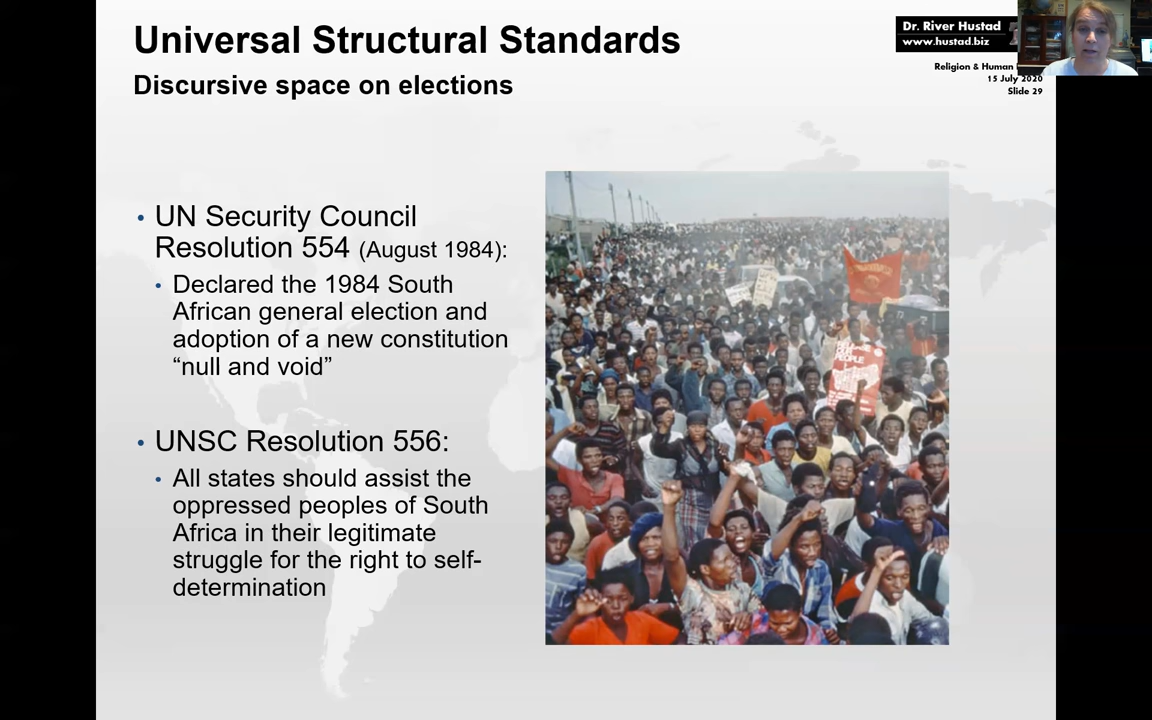 Universal Structural Standards
Discursive space on elections
Dr. River Hustad
www.hustad.biz
Religion & Human
15 July 2020
Slide 29
• UN Security Council
Resolution 554 (August 1984):
• Declared the 1984 South
African general election and
adoption of a new constitution
“null and void”
• UNSC Resolution 556:
• All states should assist the
oppressed peoples of South
Africa in their legitimate
struggle for the right to self-
determination
OUR
PEOPLE